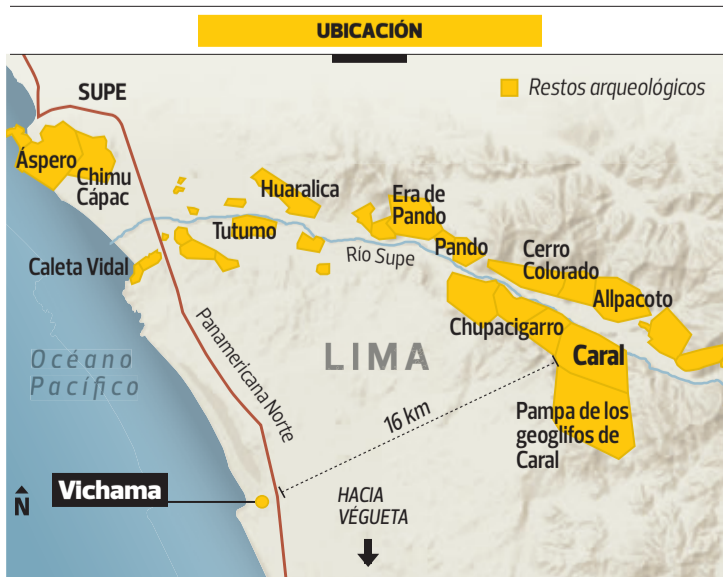 UBICACIÓN
Restos arqueológicos
SUPE
Áspero
Chimu
Cápac
Huaralica
Era de
Pando
Tutumo
Río Supe
Pando
Cerro
Colorado
Caleta Vidal
Allpacoto
Chupacigarro
Panamericana Norte
LIMA
Caral
Océano
Pacífico
16 km
Pampa de los
geoglifos de
Caral
Vichama
N
HACIA
VÉGUETA